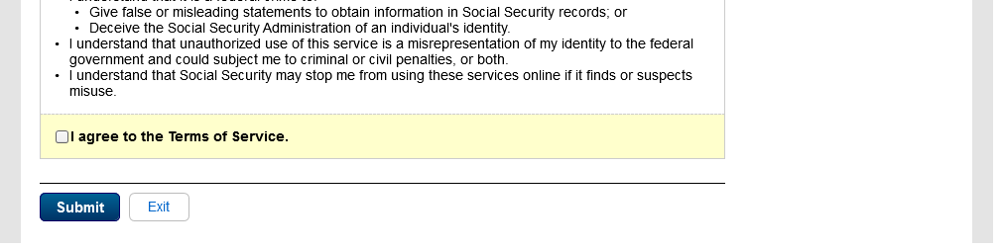 • Give false or misleading statements to obtain information in Social Security records; or
• Deceive the Social Security Administration of an individual's identity.
• I understand that unauthorized use of this service is a misrepresentation of my identity to the federal
government and could subject me to criminal or civil penalties, or both.
• I understand that Social Security may stop me from using these services online if it finds or suspects
misuse.
I agree to the Terms of Service.
Submit Exit